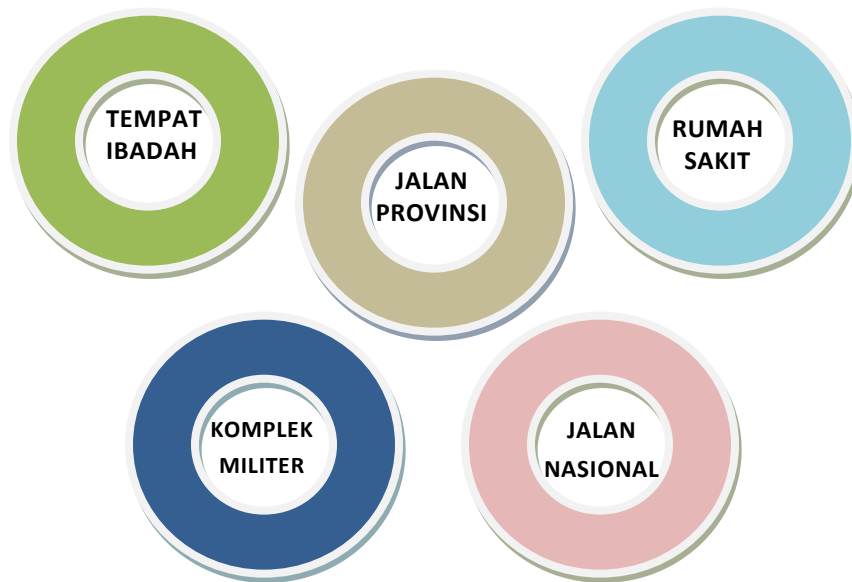 TEMPAT
IBADAH
JALAN
PROVINSI
RUMAH
SAKIT
KOMPLEK
MILITER
JALAN
NASIONAL